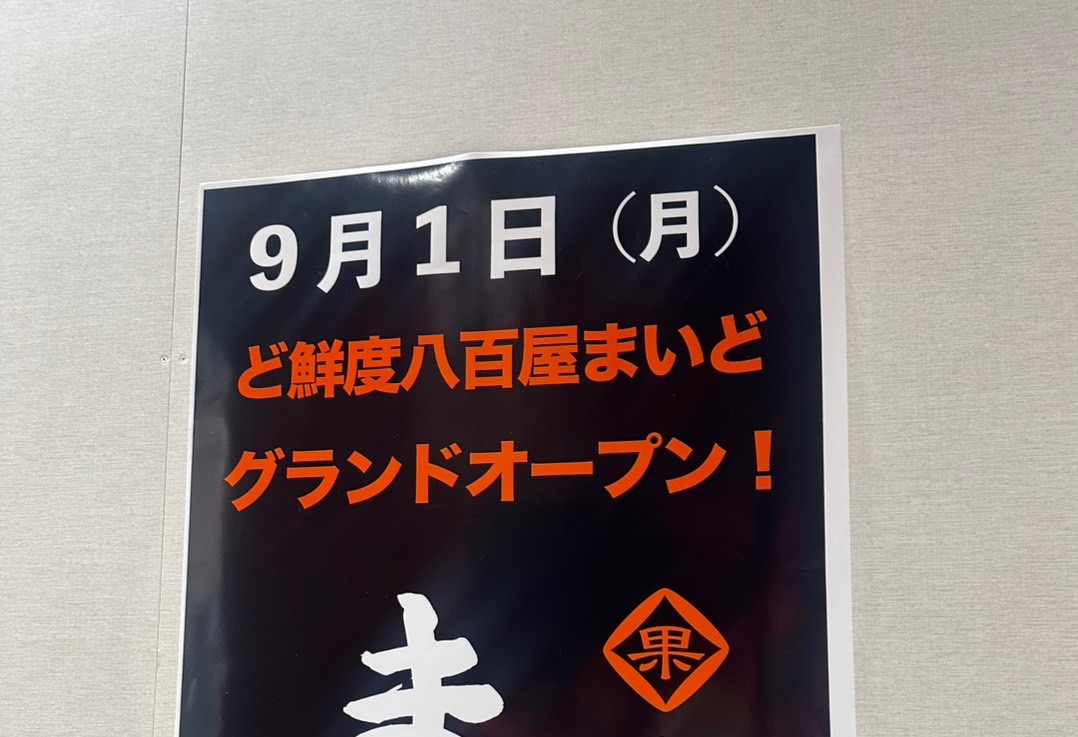 9月1日（月）
ど鮮度八百屋まいど
グランドオープン！
果
ま